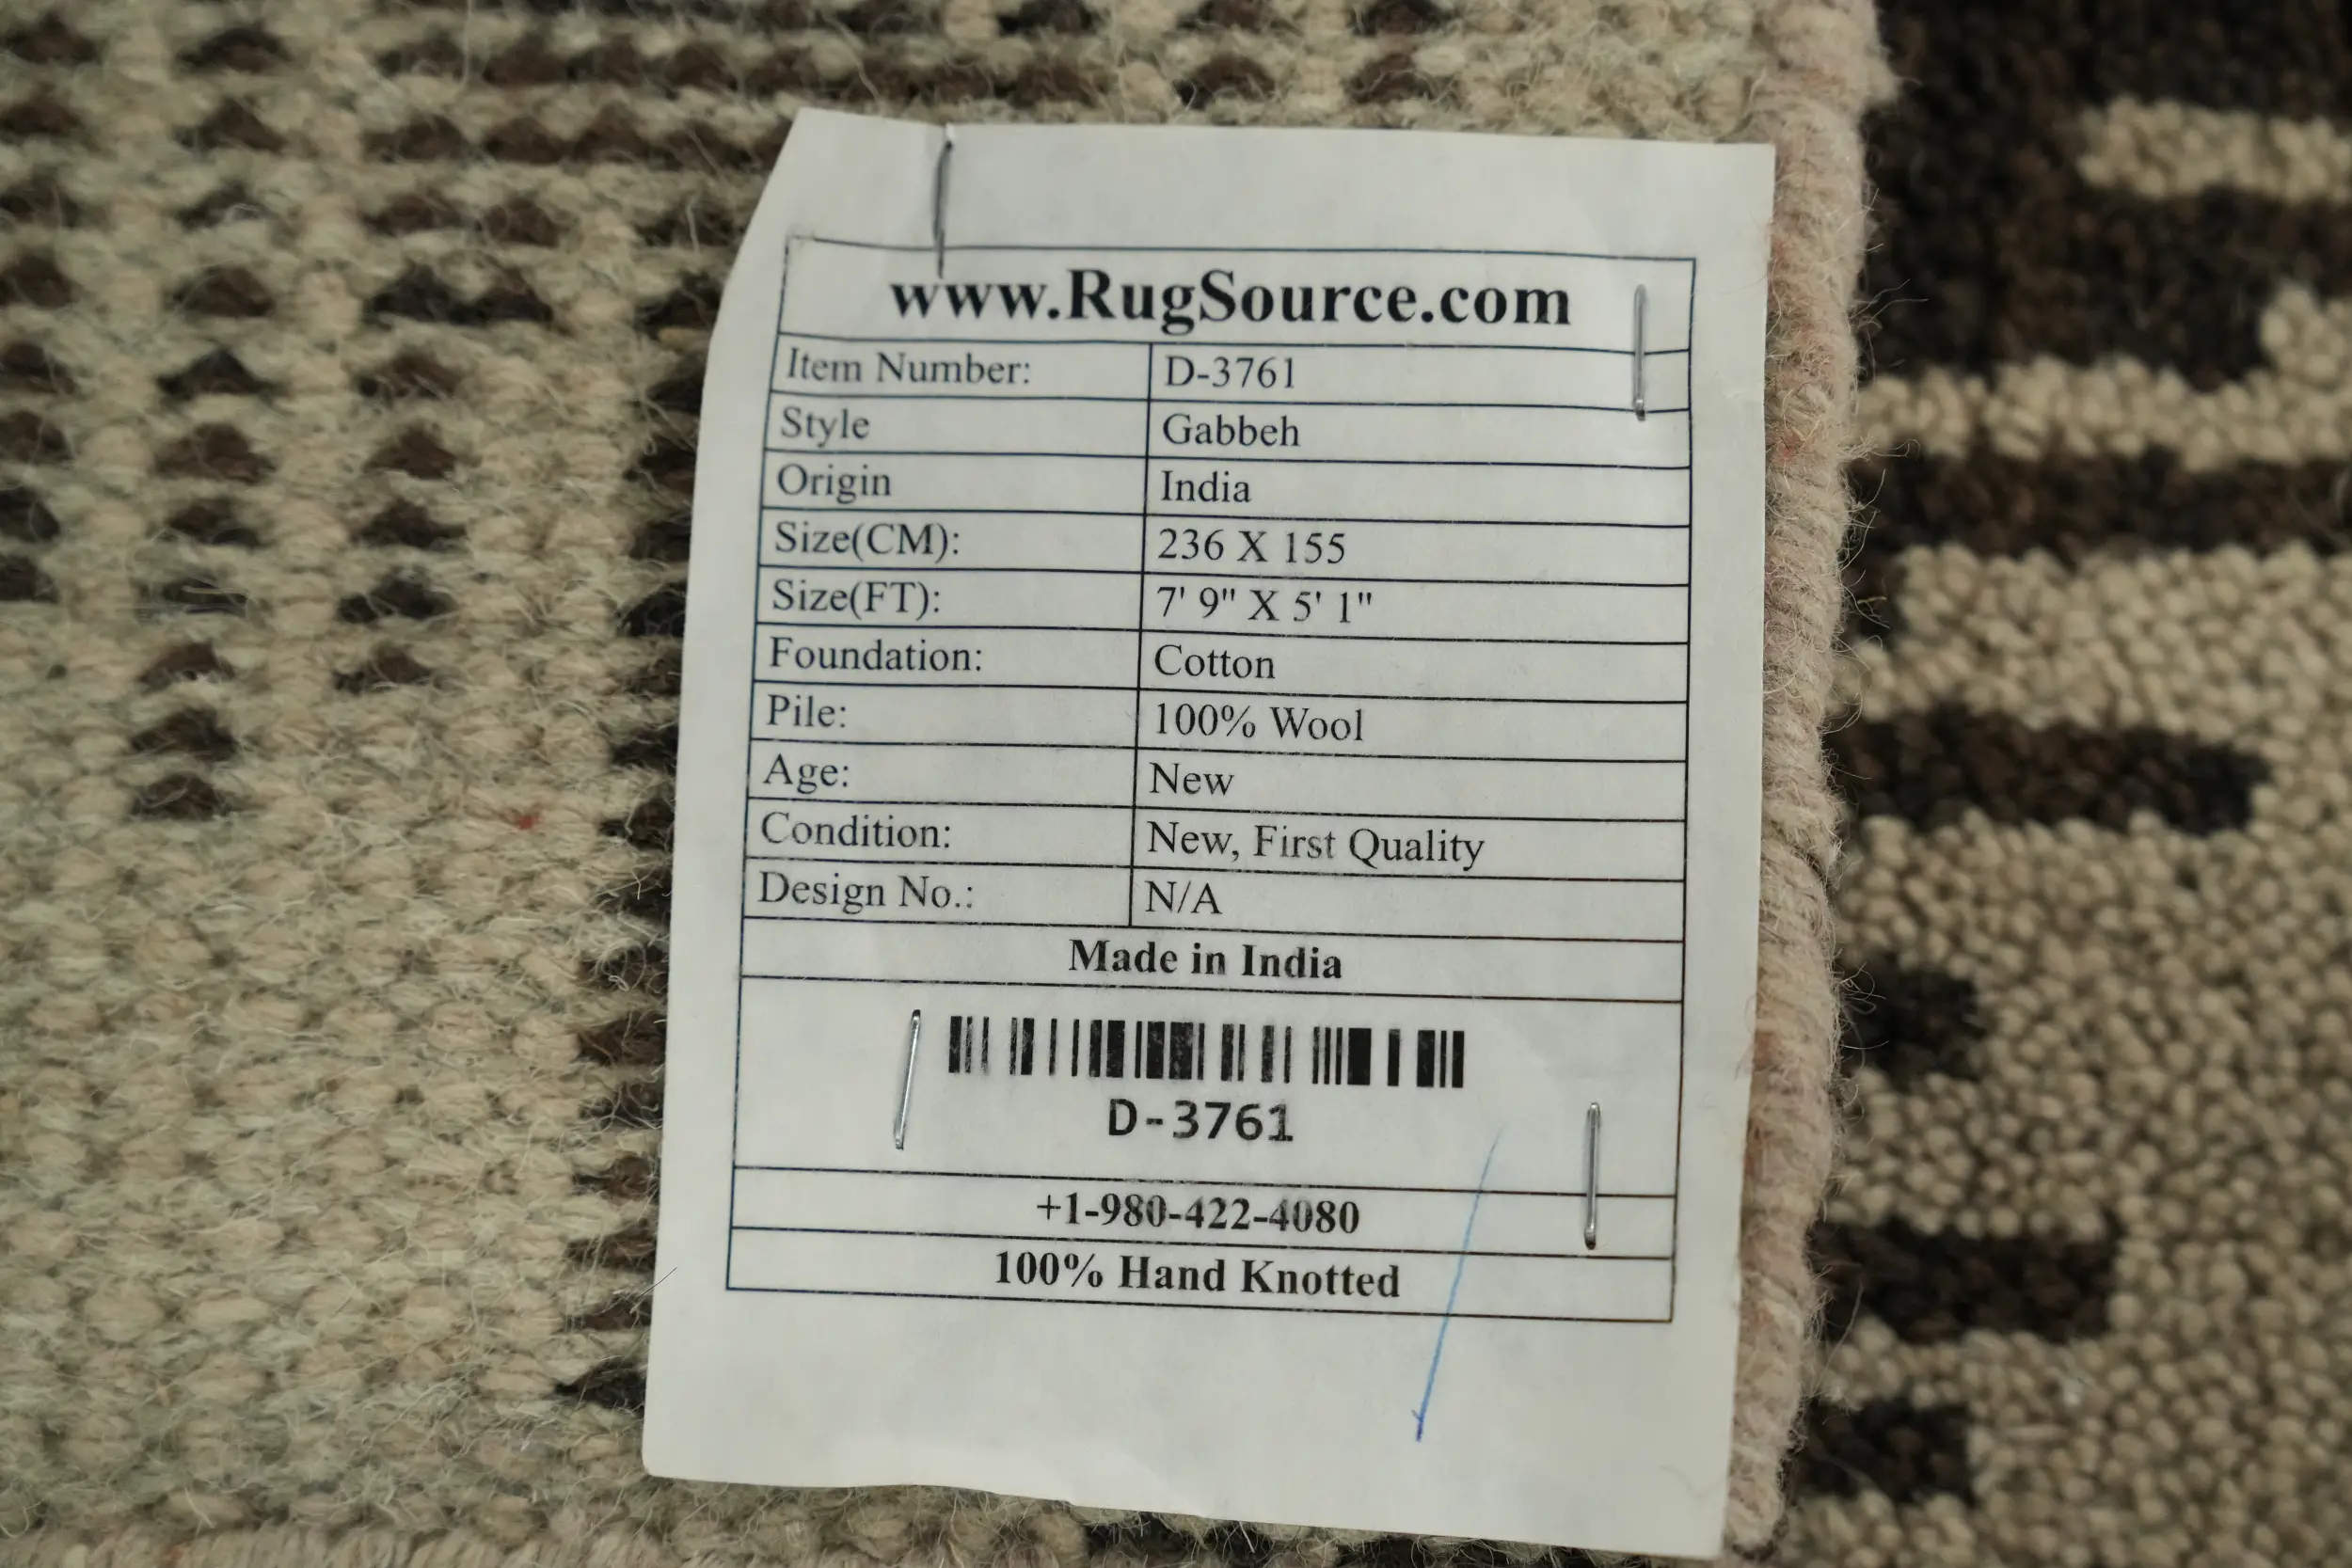 www.RugSource.com
Item Number: D-3761
Style Gabbeh
Origin India
Size(CM): 236 X 155
Size(FT): 7' 9" X 5' 1"
Foundation: Cotton
Pile: 100% Wool
Age: New
Condition: New, First Quality
Design No.: N/A
Made in India
D-3761
+1-980-422-4080
100% Hand Knotted